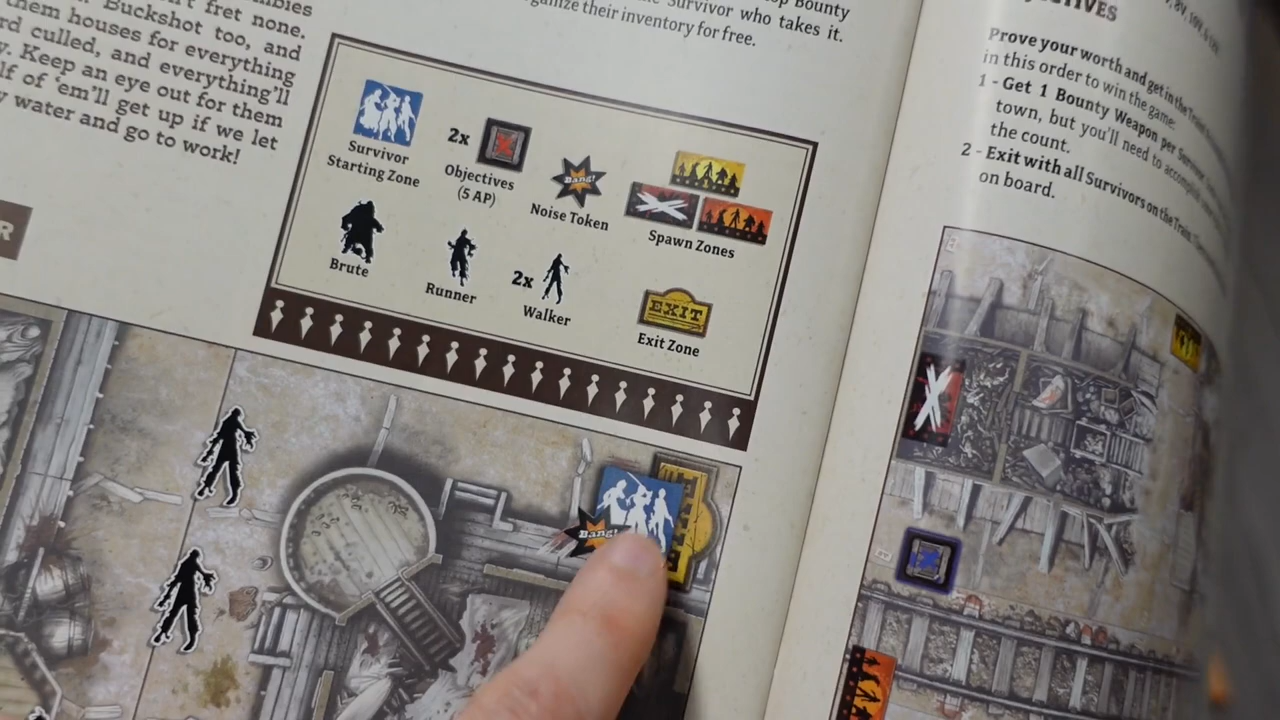 fret none.
Buckshot too, and
them houses for everything
culled, and everything'll
Keep an eye out for them
of 'em'll get up if we let
water and go to work!
R
Bounty
Survivor who takes it.
their inventory for free.
Survivor
Starting Zone
2x
Objectives
(5 AP)
Bang!
Noise Token
Spawn Zones
Brute
Runner
2x
Walker
EXIT
Exit Zone
Bang!
Prove your worth and get in the Train
in this order to win the game:
1 - Get 1 Bounty Weapon per Survivor
town, but you'll need to accomplish
the count.
2 - Exit with all Survivors on the Train.
on board.